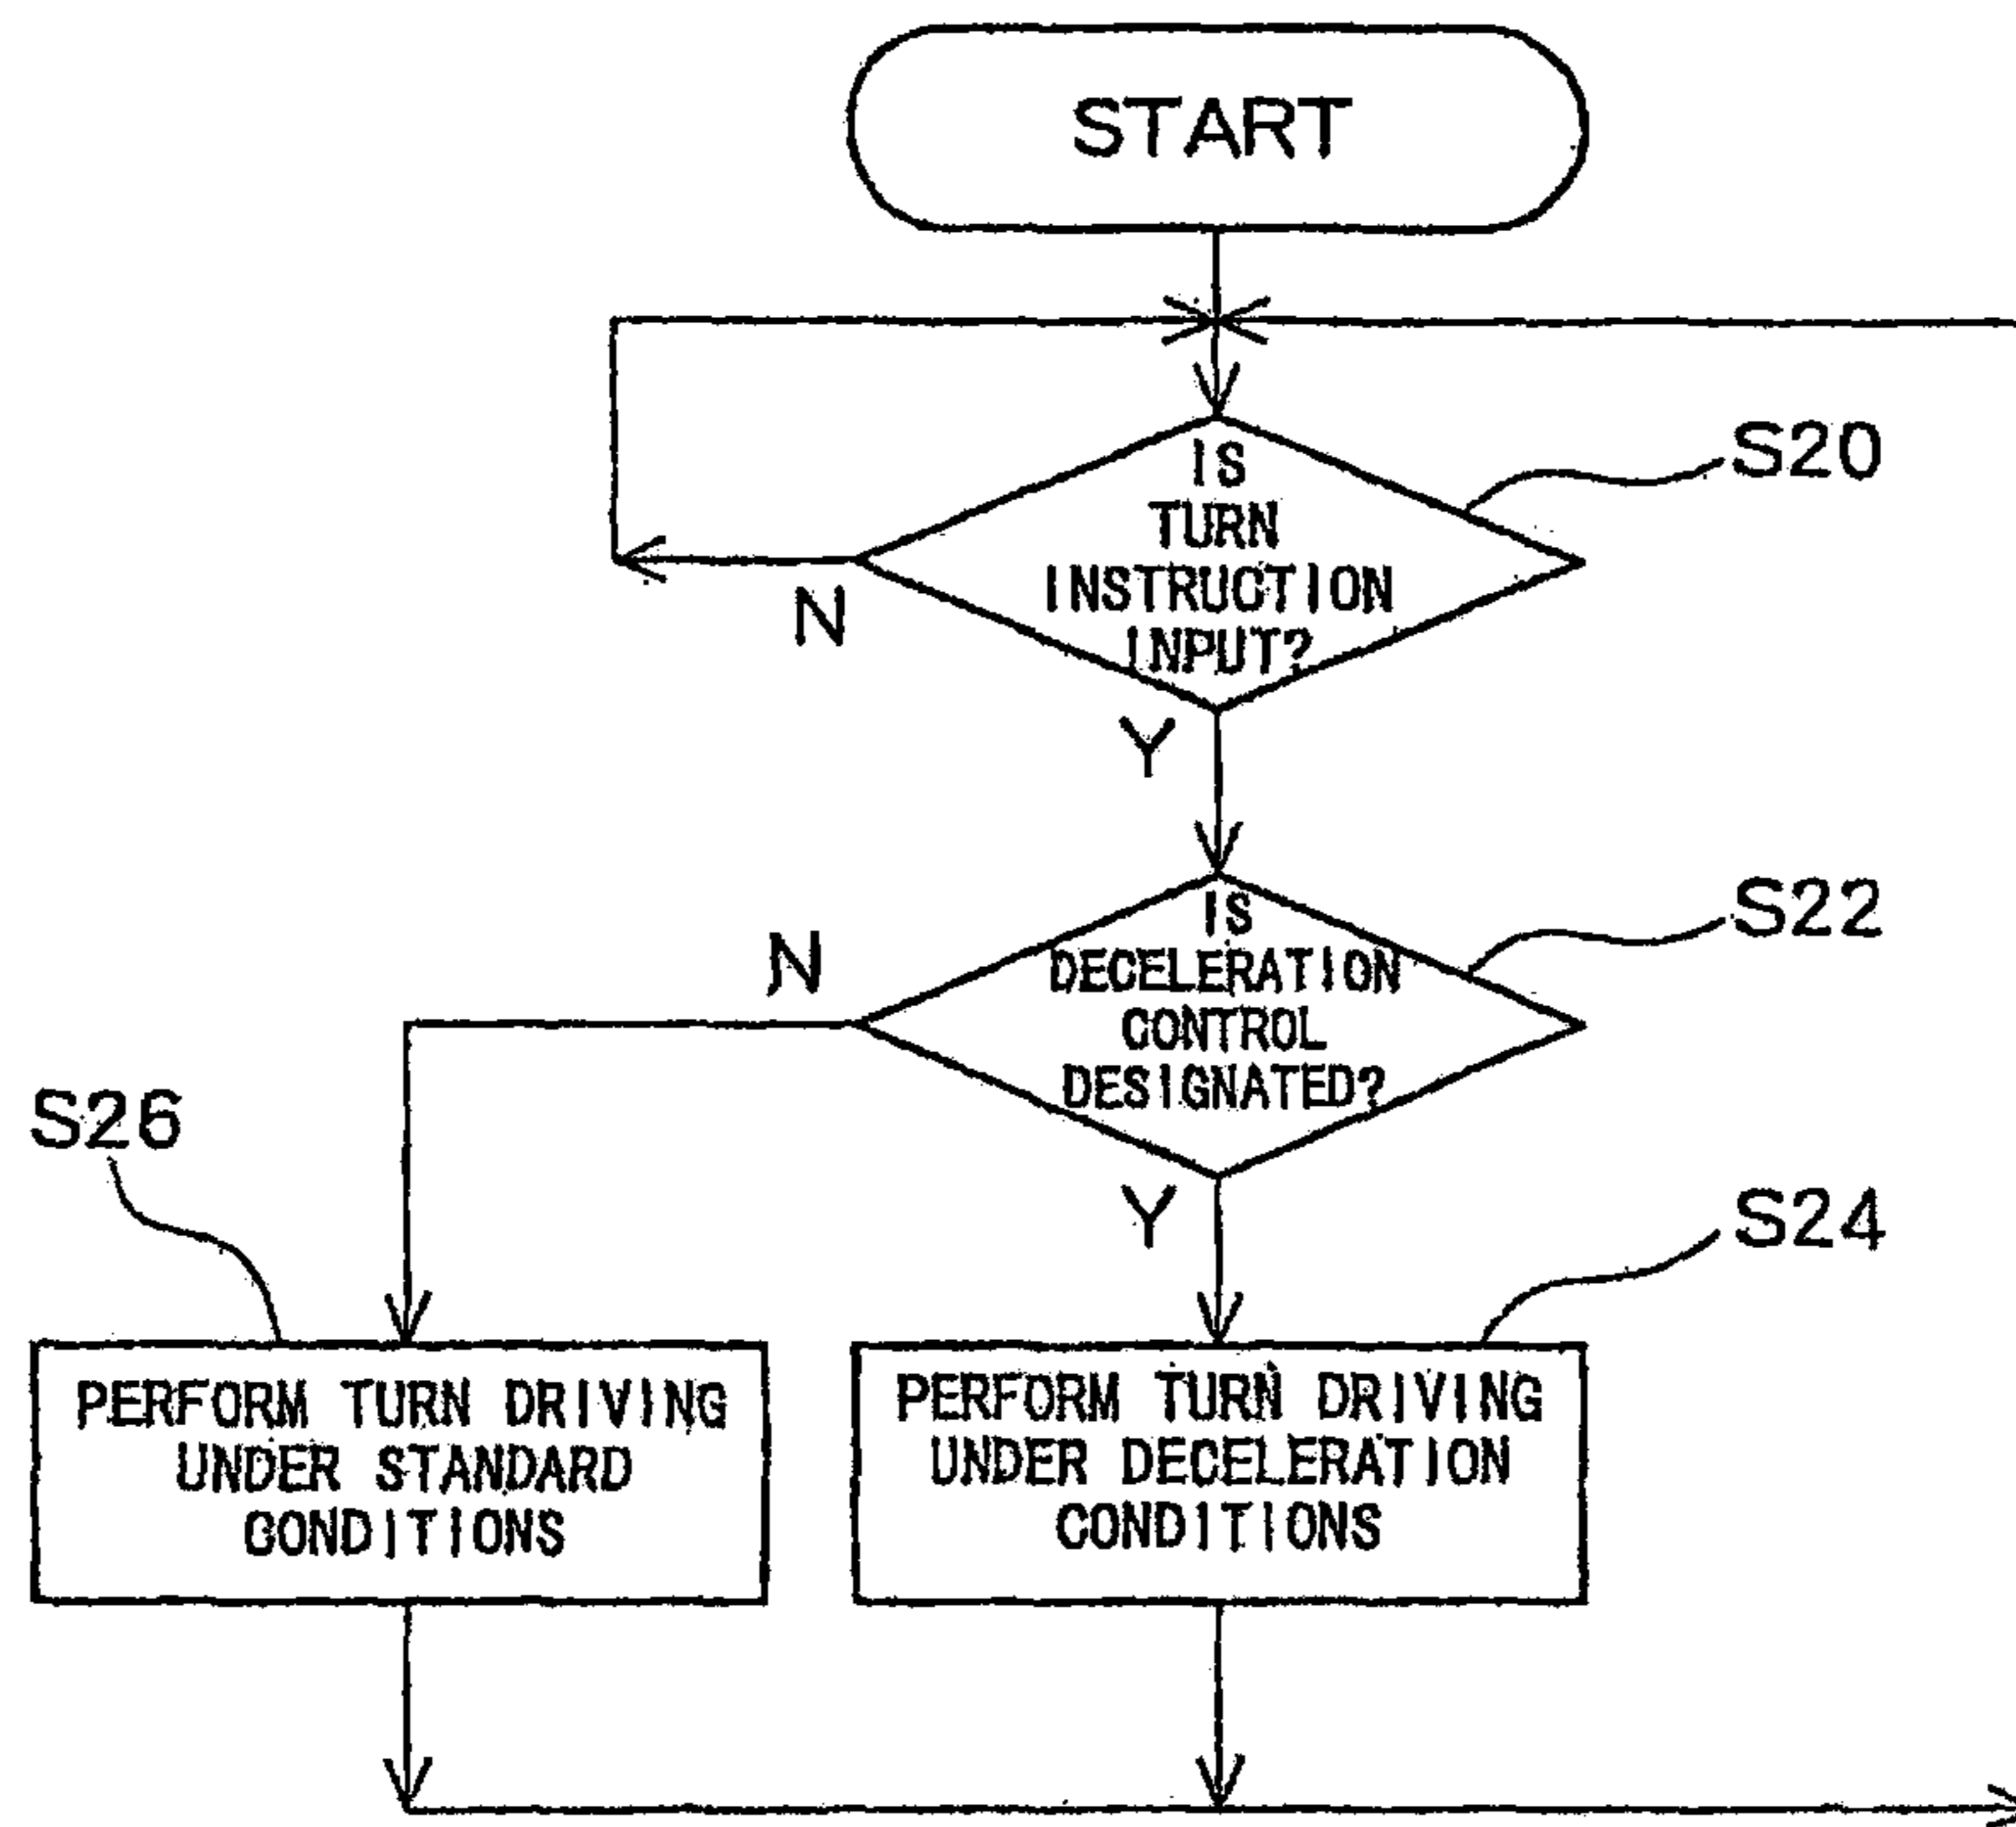 START
IS
TURN
INSTRUCTION
INPUT?
S20
N
Y
IS
DECELERATION
CONTROL
DESIGNATED?
S22
N
Y
S26
S24
PERFORM TURN DRIVING
UNDER STANDARD
CONDITIONS
PERFORM TURN DRIVING
UNDER DECELERATION
CONDITIONS